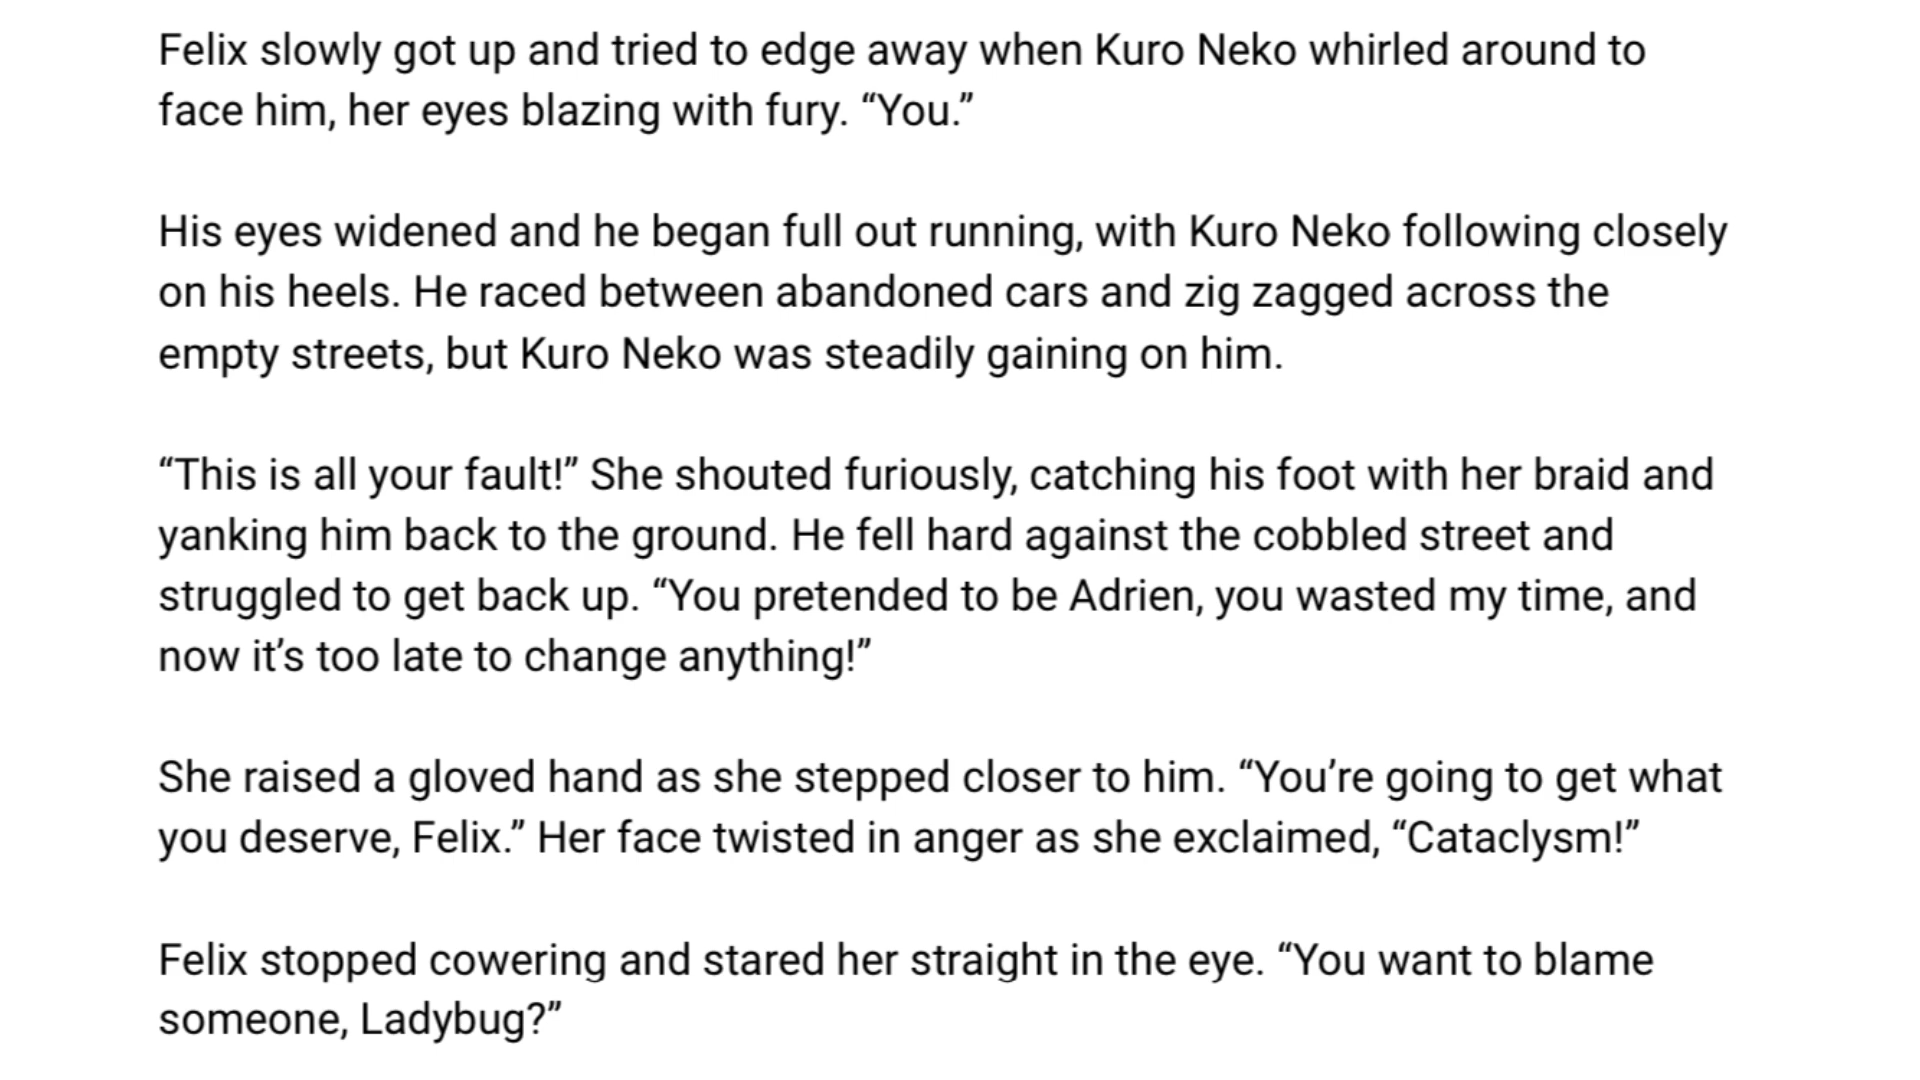 Felix slowly got up and tried to edge away when Kuro Neko whirled around to
face him, her eyes blazing with fury. “You.”
His eyes widened and he began full out running, with Kuro Neko following closely
on his heels. He raced between abandoned cars and zig zagged across the
empty streets, but Kuro Neko was steadily gaining on him.
“This is all your fault!” She shouted furiously, catching his foot with her braid and
yanking him back to the ground. He fell hard against the cobbled street and
struggled to get back up. “You pretended to be Adrien, you wasted my time, and
now it’s too late to change anything!”
She raised a gloved hand as she stepped closer to him. “You’re going to get what
you deserve, Felix.” Her face twisted in anger as she exclaimed, “Cataclysm!”
Felix stopped cowering and stared her straight in the eye. “You want to blame
someone, Ladybug?”